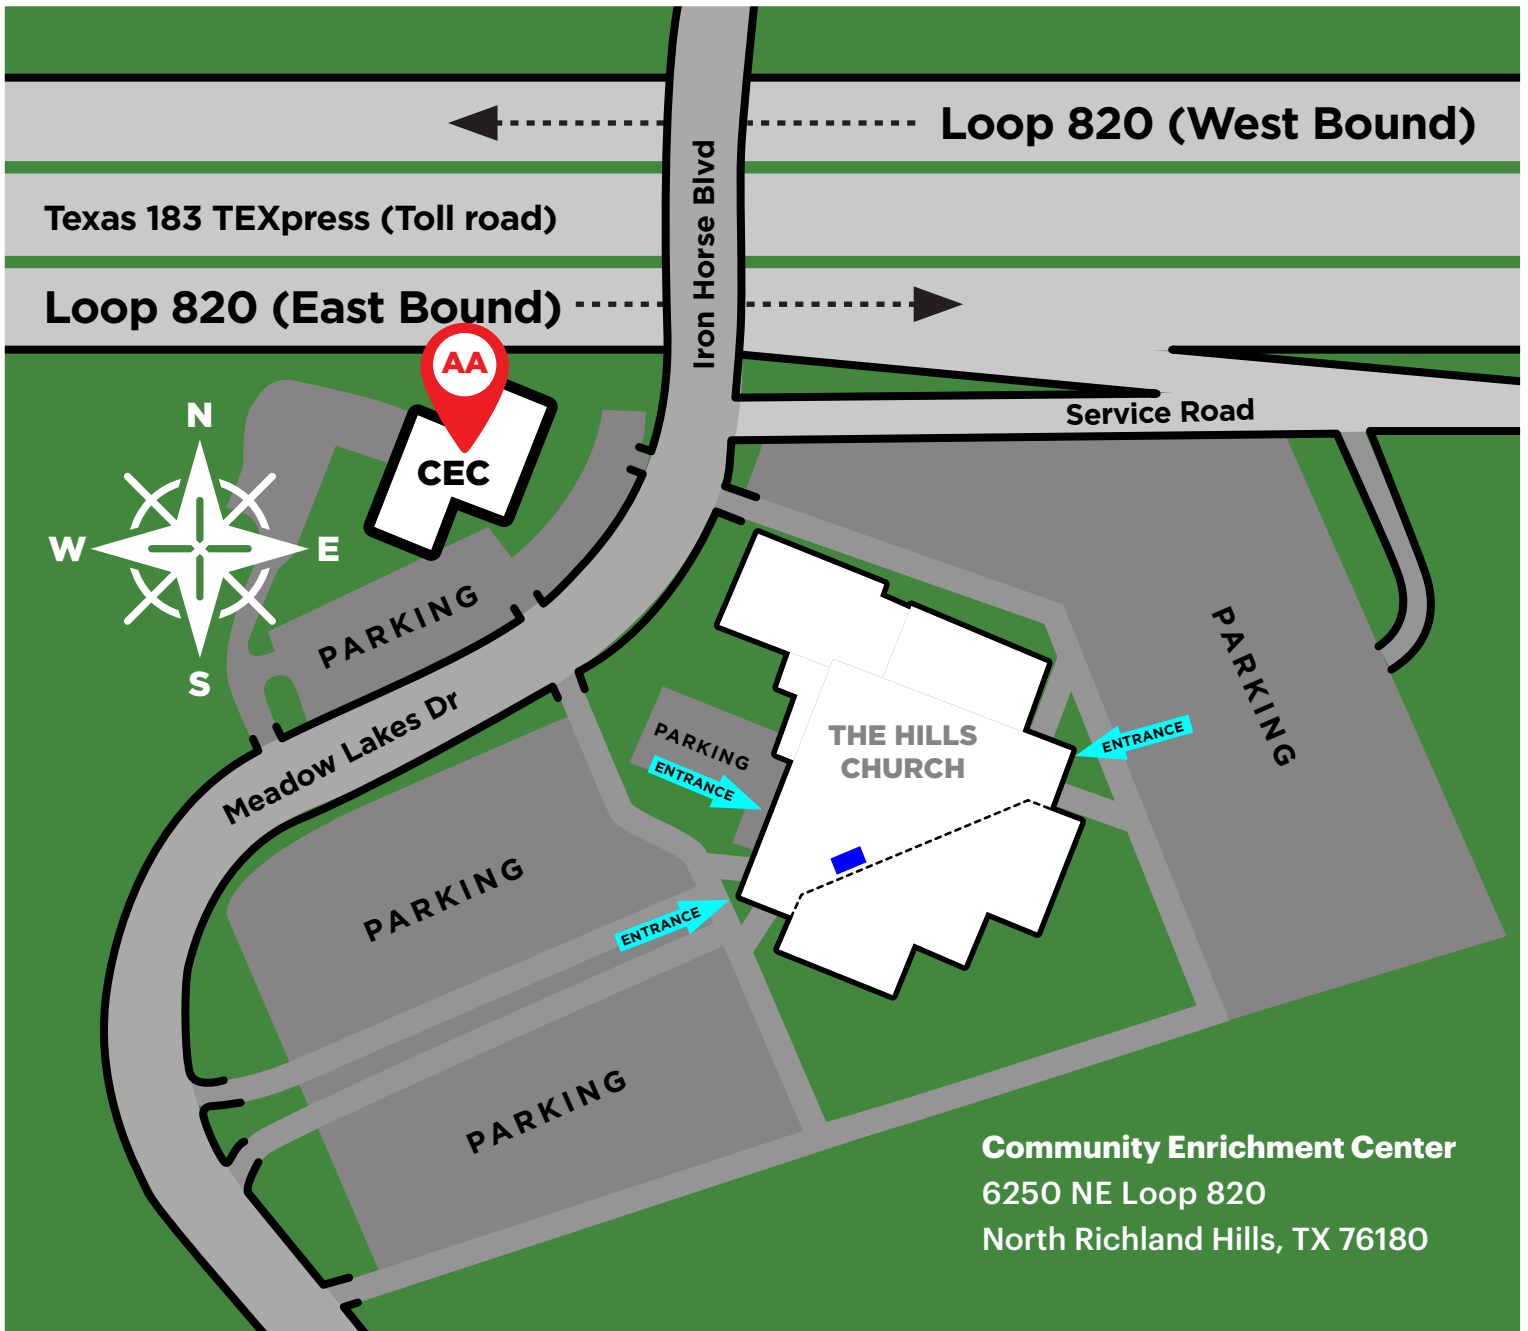 Loop 820 (West Bound)
Iron Horse Blvd
Texas 183 TEXpress (Toll road)
Loop 820 (East Bound)
AA
Service Road
N
CEC
W
E
S
PARKING
Meadow Lakes Dr
PARKING
PARKING
ENTRANCE
THE HILLS
CHURCH
ENTRANCE
PARKING
ENTRANCE
PARKING
Community Enrichment Center
6250 NE Loop 820
North Richland Hills, TX 76180